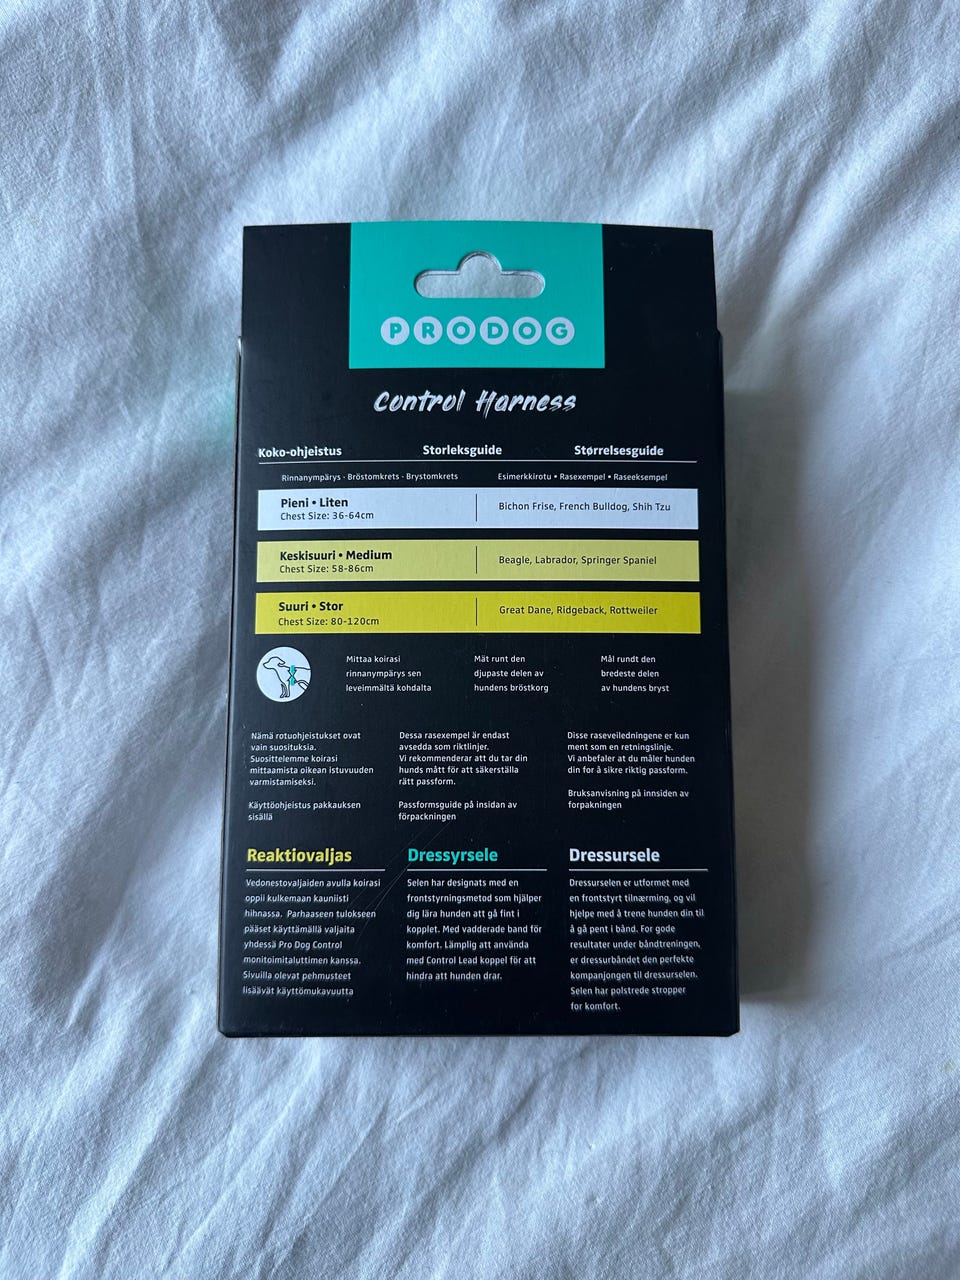 PRODOG
Control Harness
Koko-ohjeistus Storleksguide Størrelsesguide
Rinnanympärys · Bröstomkrets · Brystomkrets Esimerkkirotu • Rasexempel • Raseeksempel
Pieni • Liten
Chest Size: 36-64cm
Bichon Frise, French Bulldog, Shih Tzu
Keskisuuri • Medium
Chest Size: 58-86cm
Beagle, Labrador, Springer Spaniel
Suuri • Stor
Chest Size: 80-120cm
Great Dane, Ridgeback, Rottweiler
Mittaa koirasi
rinnanympärys sen
leveimmältä kohdalta
Mät runt den
djupaste delen av
hundens bröstkorg
Mål rundt den
bredeste delen
av hundens bryst
Nämä rotuohjeistukset ovat
vain suosituksia.
Suosittelemme koirasi
mittaamista oikean istuvuuden
varmistamiseksi.
Käyttöohjeistus pakkauksen
sisällä
Dessa rasexempel är endast
avsedda som riktlinjer.
Vi rekommenderar att du tar din
hunds mått för att säkerställa
rätt passform.
Passformsguide på insidan av
förpackningen
Disse raseveiledningene er kun
ment som en retningslinje.
Vi anbefaler at du måler hunden
din for å sikre riktig passform.
Bruksanvisning på innsiden av
forpakningen
Reaktiovaljas
Vedonestovaljaiden avulla koirasi
oppii kulkemaan kauniisti
hihnassa. Parhaaseen tulokseen
pääset käyttämällä valjaita
yhdessä Pro Dog Control
monitoimitaluttimen kanssa.
Sivuilla olevat pehmusteet
lisäävät käyttömukavuutta
Dressyrsele
Selen har designats med en
frontstyrningsmetod som hjälper
dig lära hunden att gå fint i
kopplet. Med vadderade band för
komfort. Lämplig att använda
med Control Lead koppel för att
hindra att hunden drar.
Dressursele
Dressurselen er utformet med
en frontstyrt tilnærming, og vil
hjelpe med å trene hunden din til
å gå pent i bånd. For gode
resultater under båndtreningen,
er dressurbåndet den perfekte
kompanjongen til dressurselen.
Selen har polstrede stropper
for komfort.